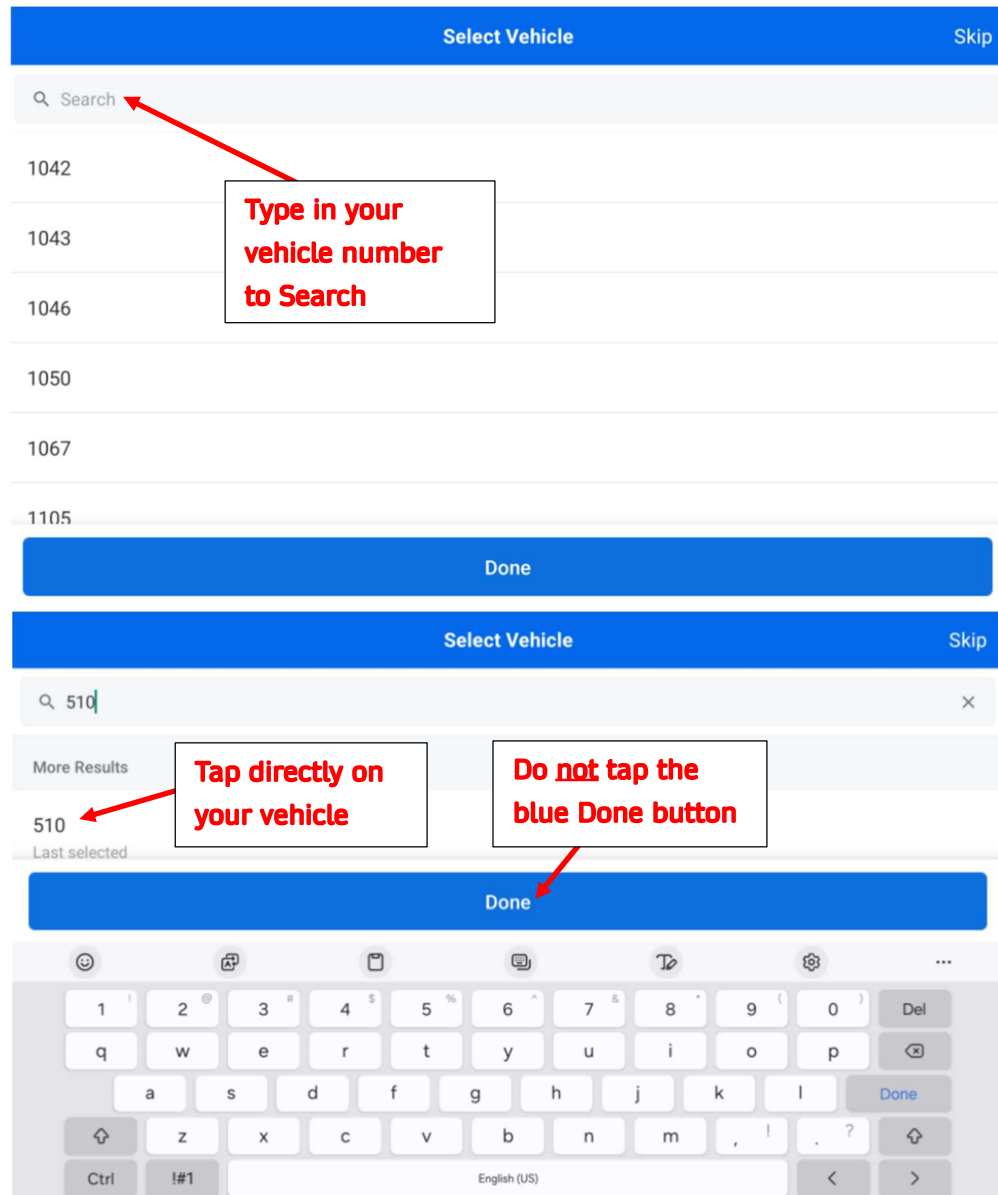 Select Vehicle Skip
Search
1042
1043
1046
1050
1067
1105
Type in your
vehicle number
to Search
Done
Select Vehicle Skip
510
More Results
510
Last selected
Tap directly on
your vehicle
Do not tap the
blue Done button
Done
1 ! 2 @ 3 # 4 $ 5 % 6 ^ 7 & 8 * 9 ( 0 ) Del
q w e r t y u i o p
a s d f g h j k l Done
z x c v b n m , ! . ?
Ctrl !#1 English (US) < >